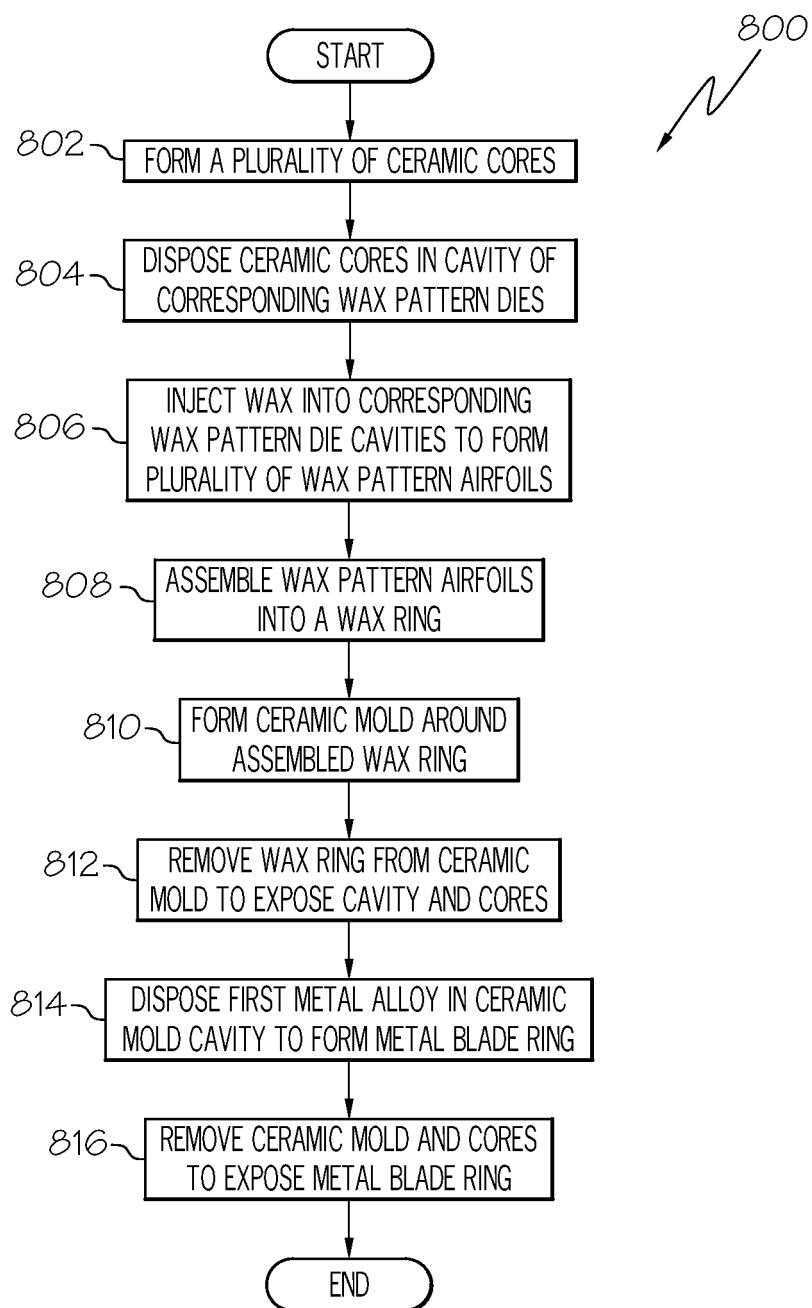 800
START
802
FORM A PLURALITY OF CERAMIC CORES
804
DISPOSE CERAMIC CORES IN CAVITY OF
CORRESPONDING WAX PATTERN DIES
806
INJECT WAX INTO CORRESPONDING
WAX PATTERN DIE CAVITIES TO FORM
PLURALITY OF WAX PATTERN AIRFOILS
808
ASSEMBLE WAX PATTERN AIRFOILS
INTO A WAX RING
810
FORM CERAMIC MOLD AROUND
ASSEMBLED WAX RING
812
REMOVE WAX RING FROM CERAMIC
MOLD TO EXPOSE CAVITY AND CORES
814
DISPOSE FIRST METAL ALLOY IN CERAMIC
MOLD CAVITY TO FORM METAL BLADE RING
816
REMOVE CERAMIC MOLD AND CORES
TO EXPOSE METAL BLADE RING
END